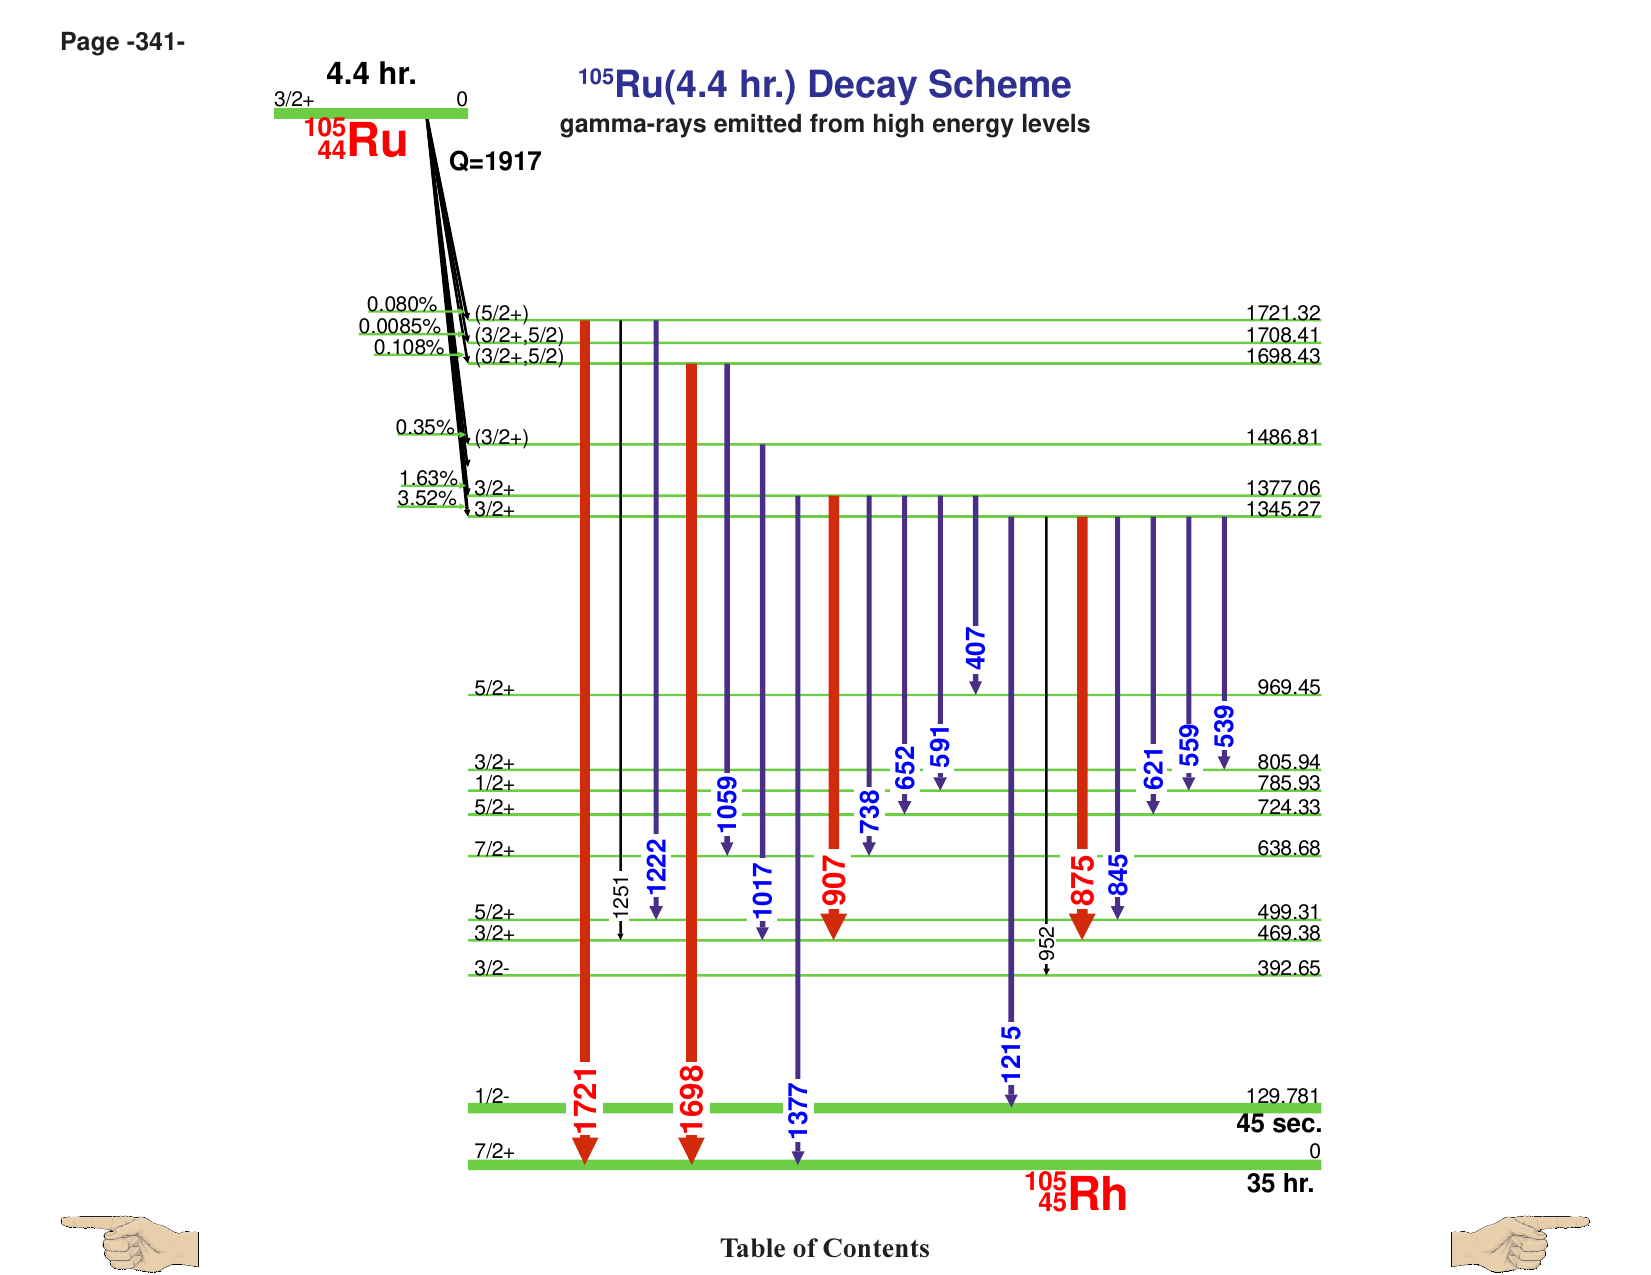 Page -341-
4.4 hr.
3/2+ 0
105
44Ru
Q=1917
105Ru(4.4 hr.) Decay Scheme
gamma-rays emitted from high energy levels
0.080% (5/2+) 1721.32
0.0085% (3/2+,5/2) 1708.41
0.108% (3/2+,5/2) 1698.43
0.35% (3/2+) 1486.81
1.63% 3/2+ 1377.06
3.52% 3/2+ 1345.27
5/2+ 969.45
3/2+ 805.94
1/2+ 785.93
5/2+ 724.33
7/2+ 638.68
5/2+ 499.31
3/2+ 469.38
3/2- 392.65
1/2- 129.781
45 sec.
7/2+ 0
35 hr.
1721
1251
1222
1698
1059
1017
1377
907
738
652
591
407
1215
952
875
845
621
559
539
105
45Rh
Table of Contents